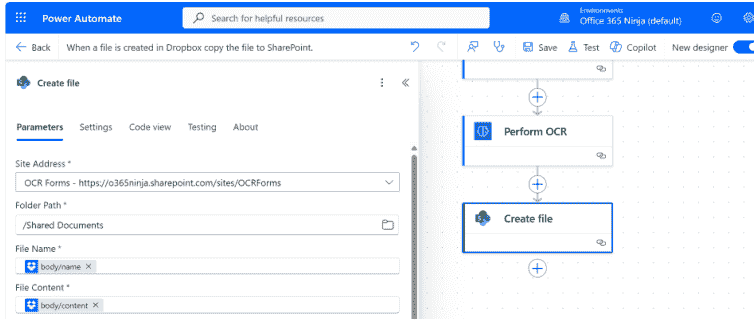 Power Automate
Search for helpful resources
Environments
Office 365 Ninja (default)
Back
When a file is created in Dropbox copy the file to SharePoint.
Save
Test
Copilot
New designer
Create file
Parameters
Settings
Code view
Testing
About
Site Address *
OCR Forms - https://o365ninja.sharepoint.com/sites/OCRForms
Folder Path *
/Shared Documents
File Name *
body/name ×
File Content *
body/content ×
Perform OCR
Create file